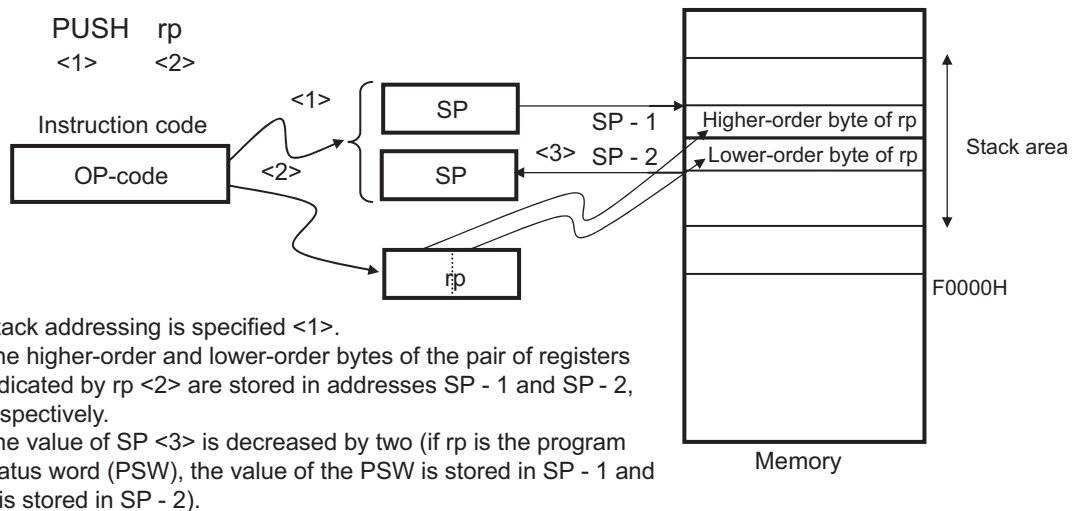 PUSH rp
<1> <2>
Instruction code
OP-code
<1>
<2>
SP
SP
<3>
rp
SP - 1
SP - 2
Higher-order byte of rp
Lower-order byte of rp
Stack area
F0000H
Memory
tack addressing is specified <1>.
he higher-order and lower-order bytes of the pair of registers
dicated by rp <2> are stored in addresses SP - 1 and SP - 2,
spectively.
he value of SP <3> is decreased by two (if rp is the program
atus word (PSW), the value of the PSW is stored in SP - 1 and
is stored in SP - 2).